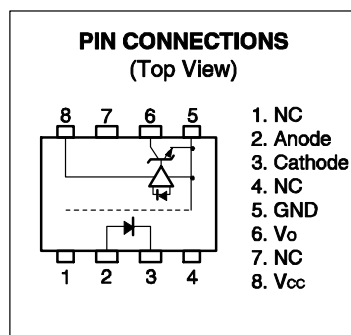 PIN CONNECTIONS
(Top View)
8 7 6 5
1 2 3 4
1. NC
2. Anode
3. Cathode
4. NC
5. GND
6. Vo
7. NC
8. Vcc